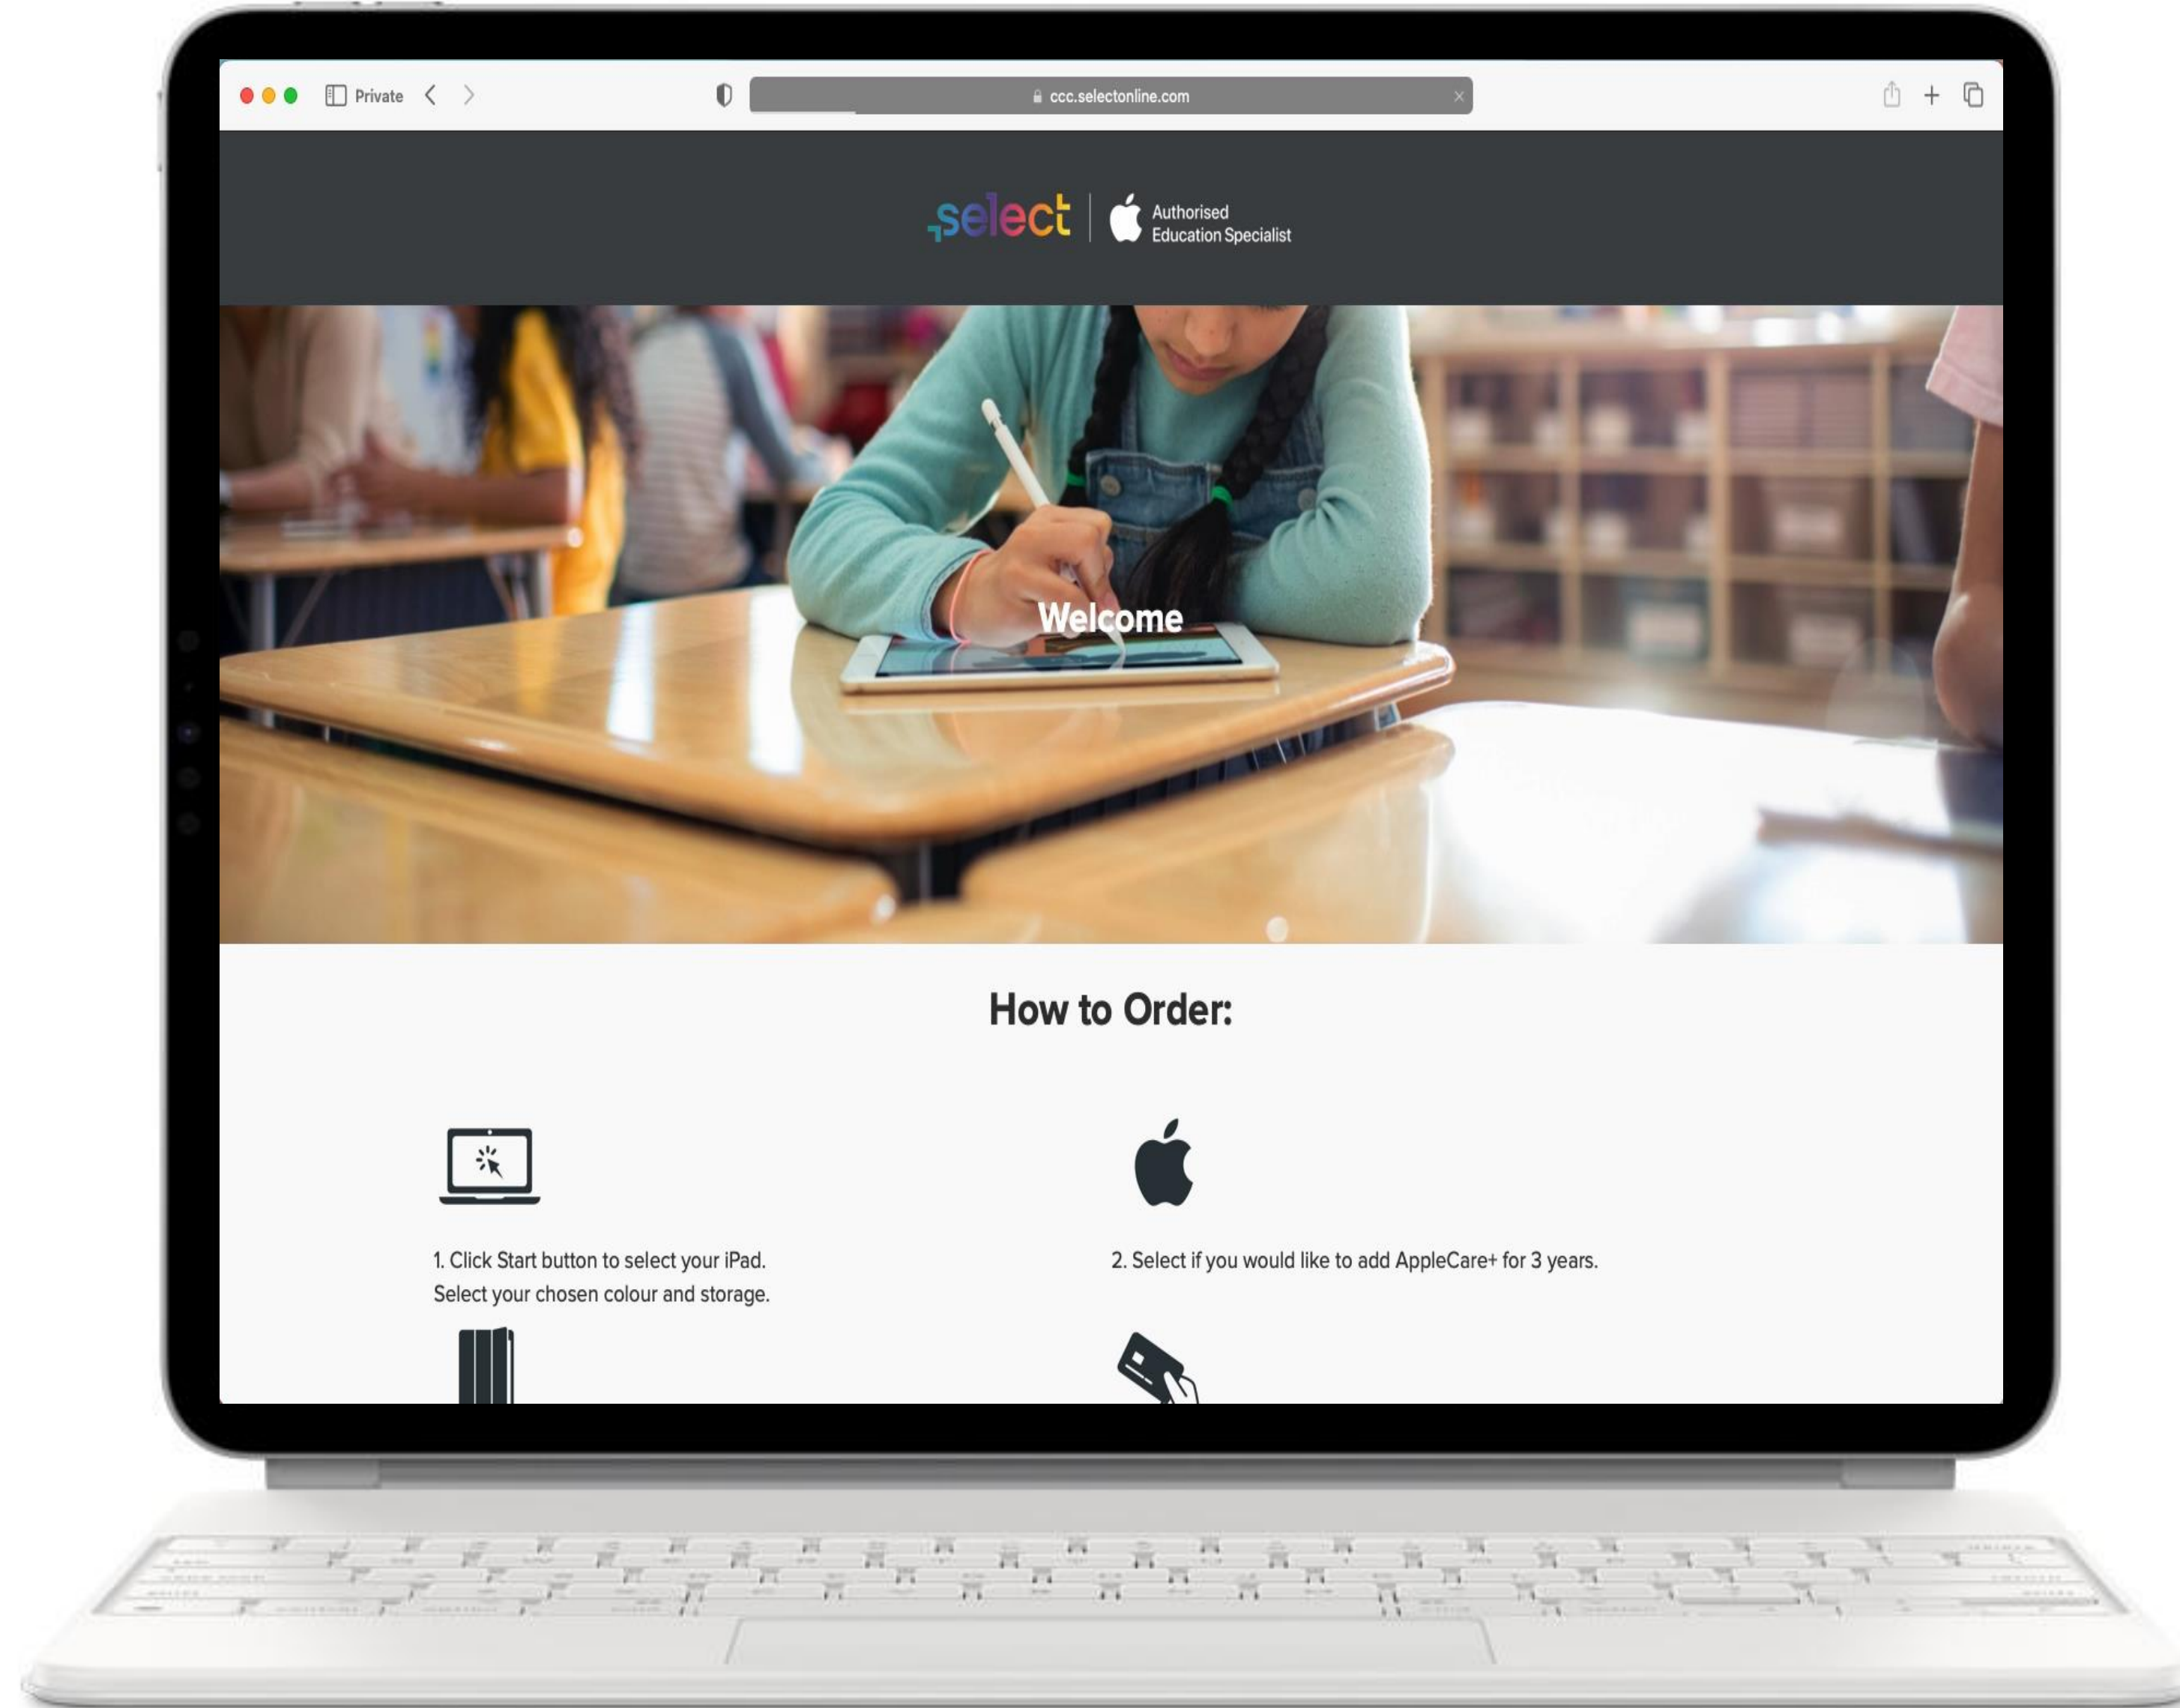 Private
ccc.selectonline.com
select
Authorised
Education Specialist
Welcome
How to Order:
1. Click Start button to select your iPad.
Select your chosen colour and storage.
2. Select if you would like to add AppleCare+ for 3 years.